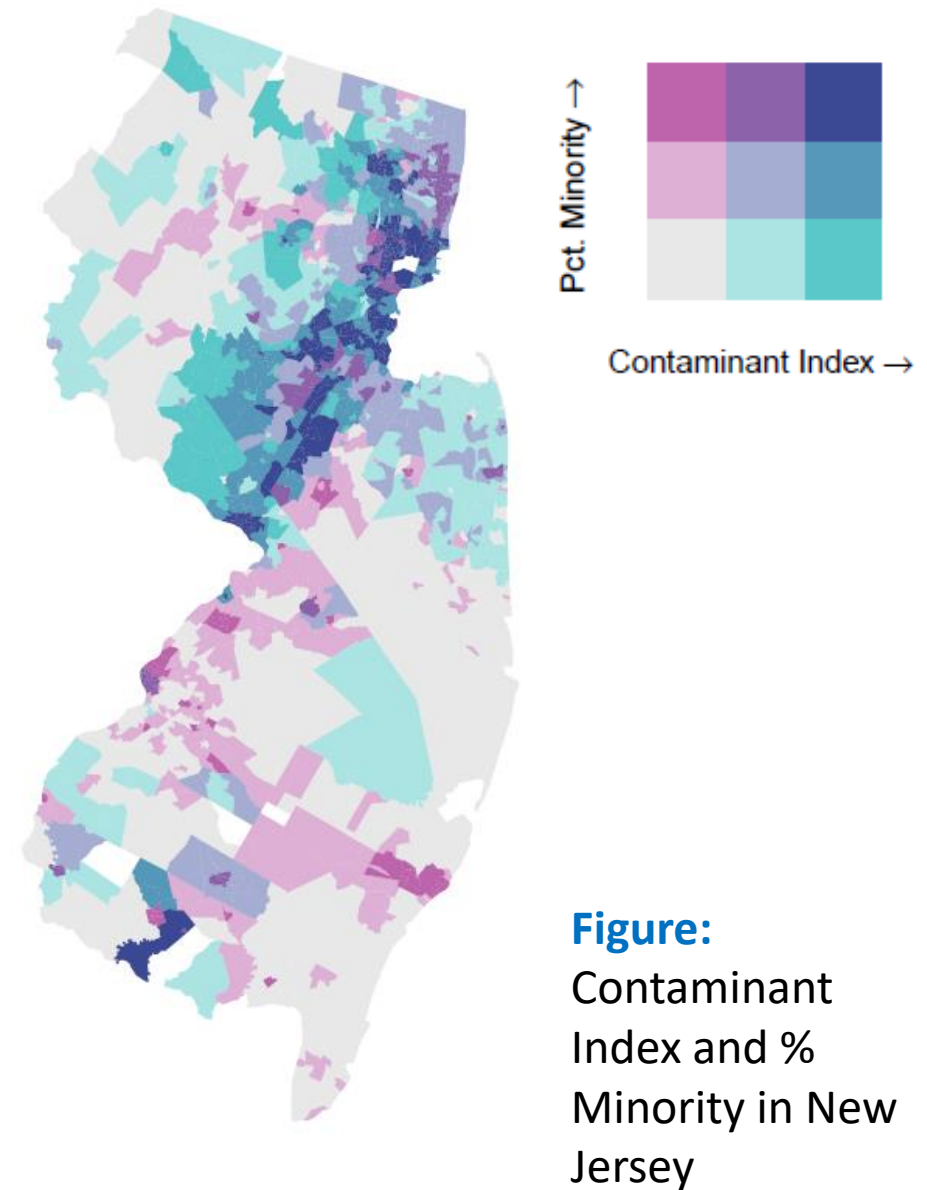 Pct. Minority →
Contaminant Index →
Figure:
Contaminant
Index and %
Minority in New
Jersey